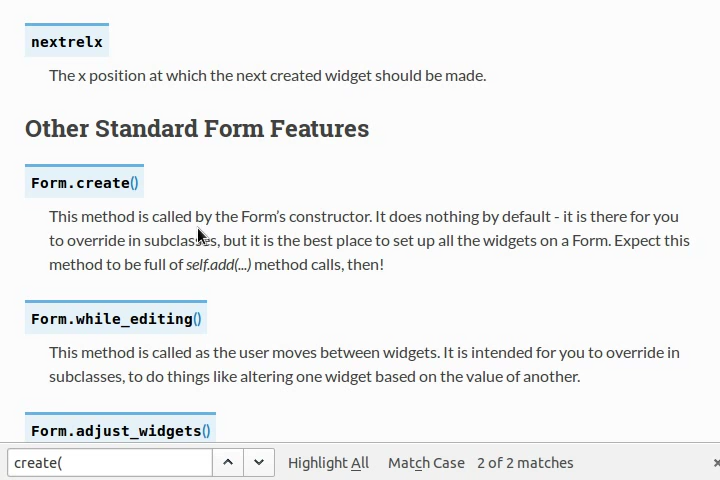 nextrelx
The x position at which the next created widget should be made.
Other Standard Form Features
Form.create()
This method is called by the Form's constructor. It does nothing by default - it is there for you
to override in subclasses, but it is the best place to set up all the widgets on a Form. Expect this
method to be full of self.add(...) method calls, then!
Form.while_editing()
This method is called as the user moves between widgets. It is intended for you to override in
subclasses, to do things like altering one widget based on the value of another.
Form.adjust_widgets()
create( Highlight All Match Case 2 of 2 matches